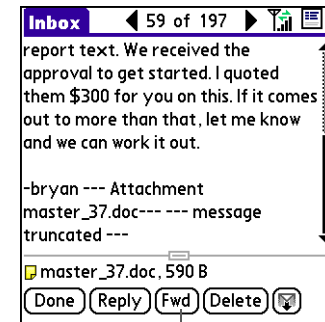 Inbox 59 of 197
report text. We received the
approval to get started. I quoted
them $300 for you on this. If it comes
out to more than that, let me know
and we can work it out.
-bryan --- Attachment
master_37.doc--- --- message
truncated ---
master_37.doc, 590 B
Done Reply Fwd Delete